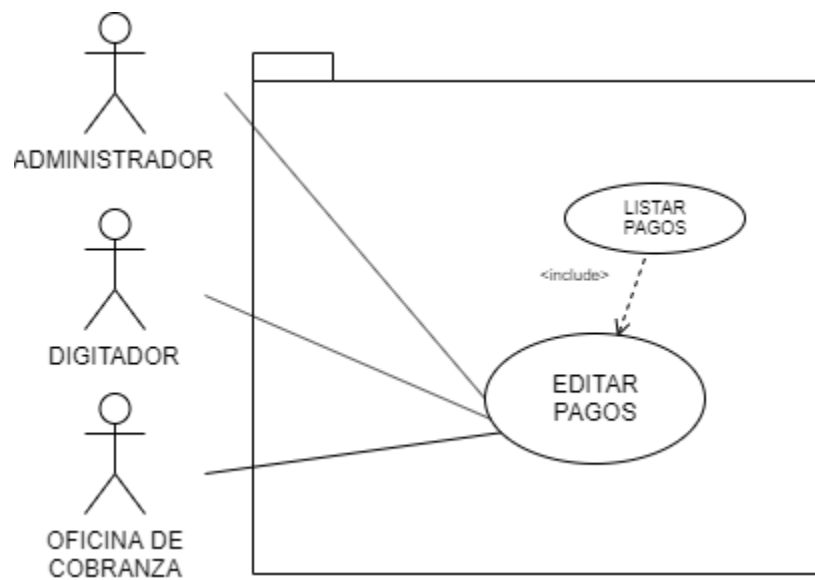 ADMINISTRADOR
LISTAR
PAGOS
<include>
DIGITADOR
EDITAR
PAGOS
OFICINA DE
COBRANZA